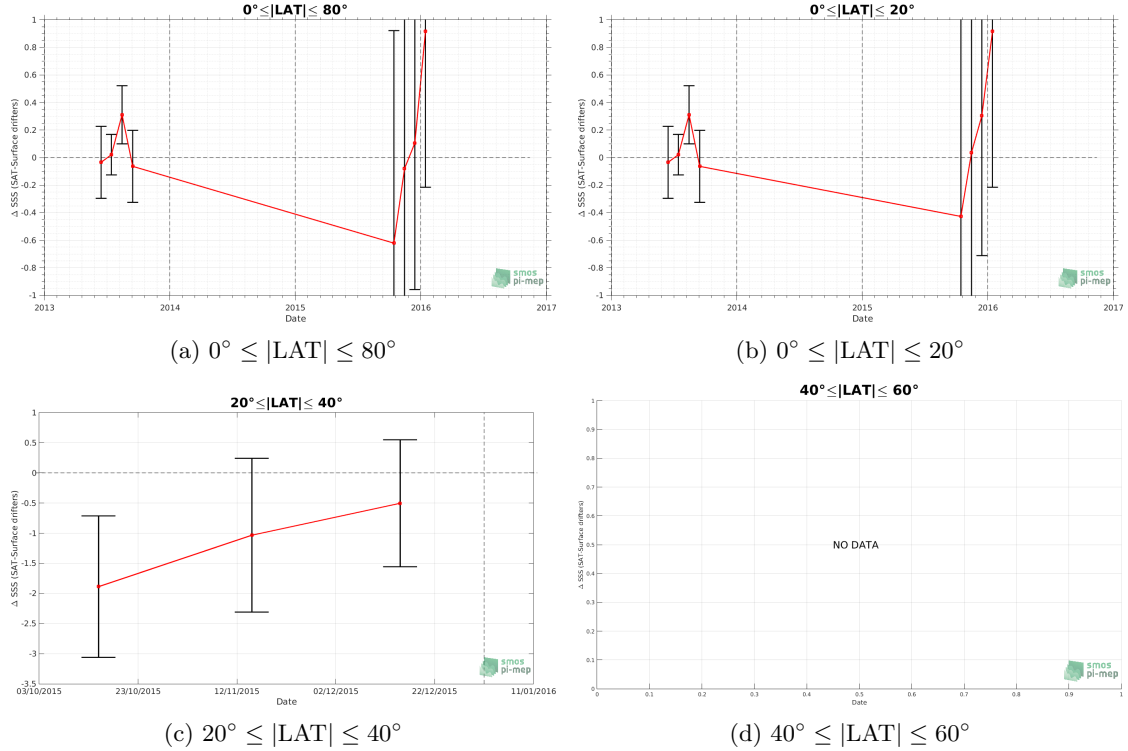 0°≤|LAT|≤ 80°
Δ SSS (SAT-Surface drifters)
1
0.8
0.6
0.4
0.2
0
-0.2
-0.4
-0.6
-0.8
-1
2013
2014
2015
2016
2017
Date
smos
pi-mep
(a) 0° ≤ |LAT| ≤ 80°
0°≤|LAT|≤ 20°
Δ SSS (SAT-Surface drifters)
1
0.8
0.6
0.4
0.2
0
-0.2
-0.4
-0.6
-0.8
-1
2013
2014
2015
2016
2017
Date
smos
pi-mep
(b) 0° ≤ |LAT| ≤ 20°
20°≤|LAT|≤ 40°
Δ SSS (SAT-Surface drifters)
1
0.5
0
-0.5
-1
-1.5
-2
-2.5
-3
-3.5
03/10/2015
23/10/2015
12/11/2015
02/12/2015
22/12/2015
11/01/2016
Date
smos
pi-mep
(c) 20° ≤ |LAT| ≤ 40°
40°≤|LAT|≤ 60°
Δ SSS (SAT-Surface drifters)
1
0.9
0.8
0.7
0.6
0.5
0.4
0.3
0.2
0.1
0
NO DATA
0
0.1
0.2
0.3
0.4
0.5
0.6
0.7
0.8
0.9
1
Date
smos
pi-mep
(d) 40° ≤ |LAT| ≤ 60°